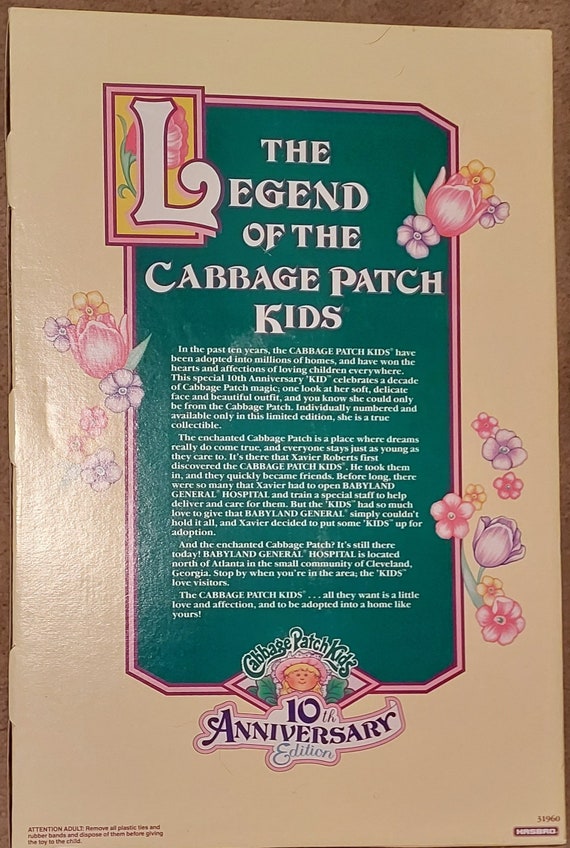 THE
LEGEND
OF THE
CABBAGE PATCH
KIDS®
In the past ten years, the CABBAGE PATCH KIDS® have
been adopted into millions of homes, and have won the
hearts and affections of loving children everywhere.
This special 10th Anniversary 'KID'™ celebrates a decade
of Cabbage Patch magic; one look at her soft, delicate
face and beautiful outfit, and you know she could only
be from the Cabbage Patch. Individually numbered and
available only in this limited edition, she is a true
collectible.
The enchanted Cabbage Patch is a place where dreams
really do come true, and everyone stays just as young as
they care to. It's there that Xavier Roberts first
discovered the CABBAGE PATCH KIDS®. He took them
in, and they quickly became friends. Before long, there
were so many that Xavier had to open BABYLAND
GENERAL® HOSPITAL and train a special staff to help
deliver and care for them. But the 'KIDS'™ had so much
love to give that BABYLAND GENERAL® simply couldn't
hold it all, and Xavier decided to put some 'KIDS'™ up for
adoption.
And the enchanted Cabbage Patch? It's still there
today! BABYLAND GENERAL® HOSPITAL is located
north of Atlanta in the small community of Cleveland,
Georgia. Stop by when you're in the area; the 'KIDS'™
love visitors.
The CABBAGE PATCH KIDS® . . . all they want is a little
love and affection, and to be adopted into a home like
yours!
Cabbage Patch Kids®
10th
ANNIVERSARY
Edition
ATTENTION ADULT: Remove all plastic ties and
rubber bands and dispose of them before giving
the toy to the child.
31960
HASBRO